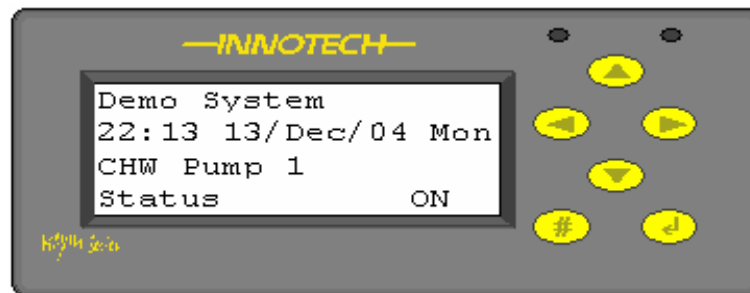 INNOTECH
Demo System
22:13 13/Dec/04 Mon
CHW Pump 1
Status ON
#